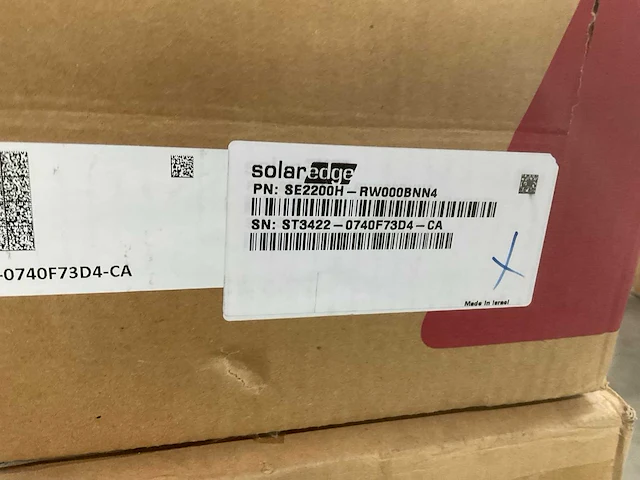 solaredge
PN: SE2200H-RW000BNN4
SN: ST3422-0740F73D4-CA
Made in Israel
-0740F73D4-CA